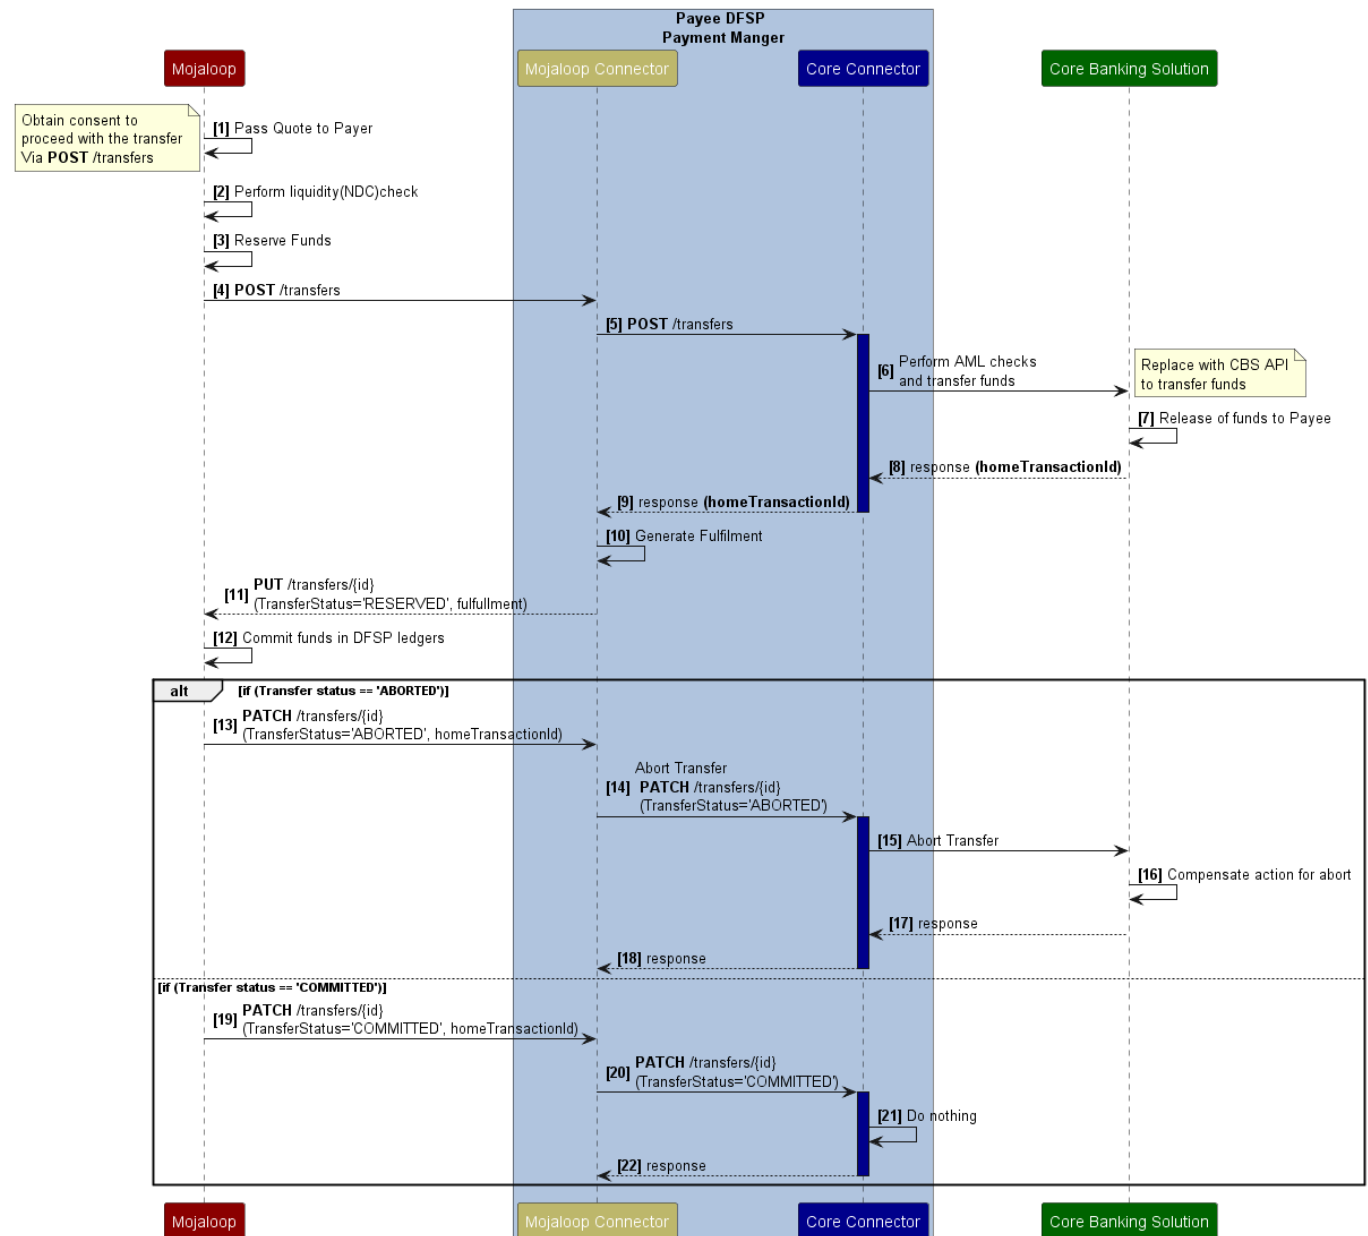 Payee DFSP
Payment Manger
Mojaloop
Mojaloop Connector
Core Connector
Core Banking Solution
Obtain consent to
proceed with the transfer
Via POST /transfers
[1] Pass Quote to Payer
[2] Perform liquidity(NDC)check
[3] Reserve Funds
[4] POST /transfers
[5] POST /transfers
[6] Perform AML checks
and transfer funds
Replace with CBS API
to transfer funds
[7] Release of funds to Payee
[8] response (homeTransactionId)
[9] response (homeTransactionId)
[10] Generate Fulfilment
[11] PUT /transfers/{id}
(TransferStatus='RESERVED', fulfullment)
[12] Commit funds in DFSP ledgers
alt [if (Transfer status == 'ABORTED')]
[13] PATCH /transfers/{id}
(TransferStatus='ABORTED', homeTransactionId)
Abort Transfer
[14] PATCH /transfers/{id}
(TransferStatus='ABORTED')
[15] Abort Transfer
[16] Compensate action for abort
[17] response
[18] response
[if (Transfer status == 'COMMITTED')]
[19] PATCH /transfers/{id}
(TransferStatus='COMMITTED', homeTransactionId)
[20] PATCH /transfers/{id}
(TransferStatus='COMMITTED')
[21] Do nothing
[22] response
Mojaloop
Mojaloop Connector
Core Connector
Core Banking Solution